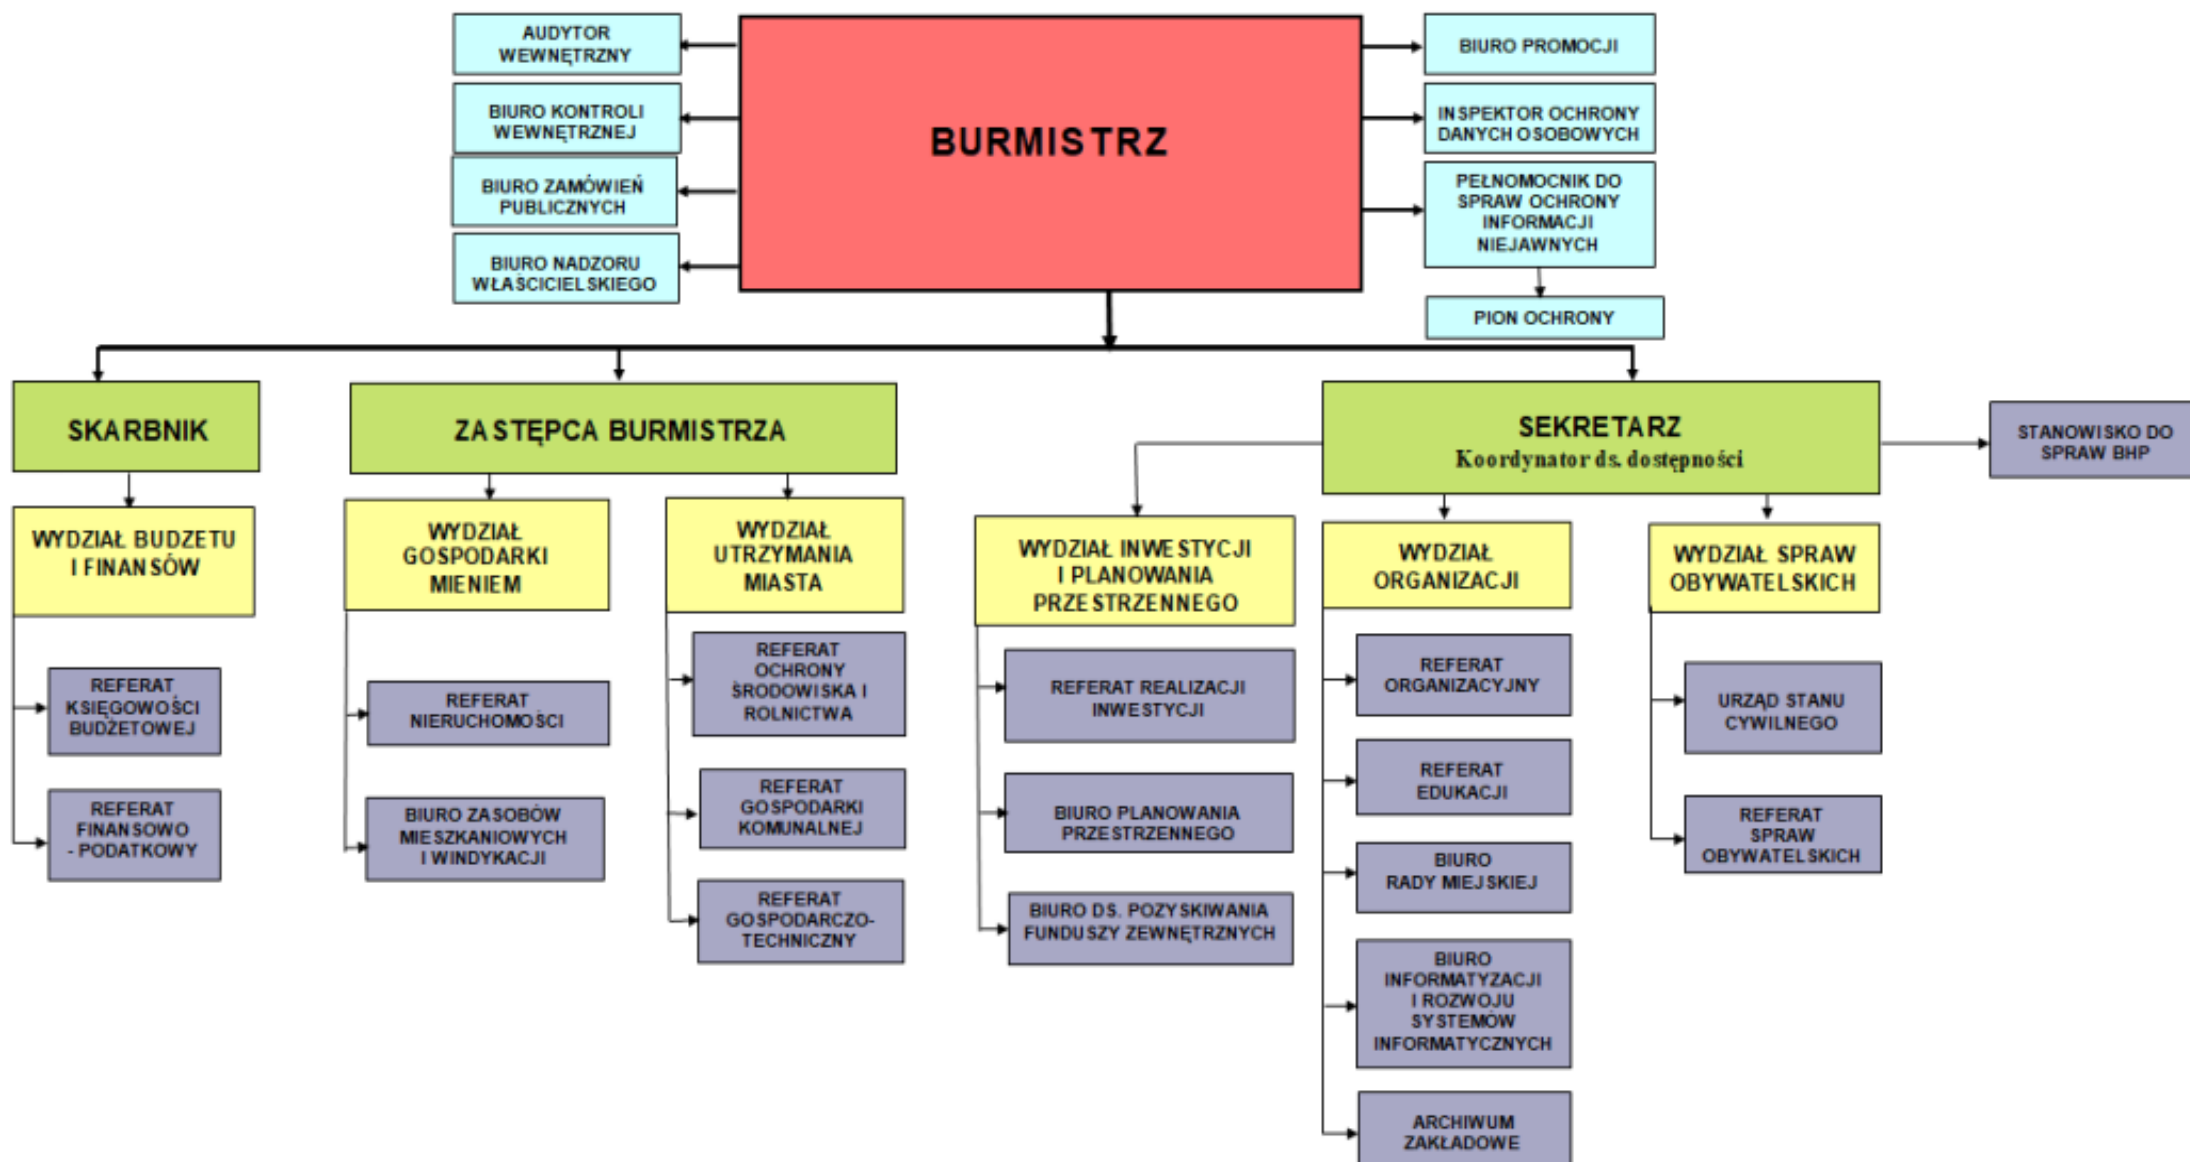 AUDYTOR
WEWNĘTRZNY
BIURO KONTROLI
WEWNĘTRZNEJ
BIURO ZAMÓWIEŃ
PUBLICZNYCH
BIURO NADZORU
WŁAŚCICIELSKIEGO
BURMISTRZ
BIURO PROMOCJI
INSPEKTOR OCHRONY
DANYCH OSOBOWYCH
PEŁNOMOCNIK DO
SPRAW OCHRONY
INFORMACJI
NIEJAWNYCH
PION OCHRONY
SKARBNIK
ZASTĘPCA BURMISTRZA
SEKRETARZ
Koordynator ds. dostępności
STANOWISKO DO
SPRAW BHP
WYDZIAŁ BUDZETU
I FINANSÓW
WYDZIAŁ
GOSPODARKI
MIENIEM
WYDZIAŁ
UTRZYMANIA
MIASTA
WYDZIAŁ INWESTYCJI
I PLANOWANIA
PRZESTRZENNEGO
WYDZIAŁ
ORGANIZACJI
WYDZIAŁ SPRAW
OBYWATELSKICH
REFERAT
KSIĘGOWOŚCI
BUDŻETOWEJ
REFERAT
FINANSOWO
- PODATKOWY
REFERAT
NIERUCHOMOŚCI
BIURO ZASOBÓW
MIESZKANIOWYCH
I WINDYKACJI
REFERAT
OCHRONY
ŚRODOWISKA I
ROLNICTWA
REFERAT
GOSPODARKI
KOMUNALNEJ
REFERAT
GOSPODARCZO-
TECHNICZNY
REFERAT REALIZACJI
INWESTYCJI
BIURO PLANOWANIA
PRZESTRZENNEGO
BIURO DS. POZYSKIWANIA
FUNDUSZY ZEWNĘTRZNYCH
REFERAT
ORGANIZACYJNY
REFERAT
EDUKACJI
BIURO
RADY MIEJSKIEJ
BIURO
INFORMATYZACJI
I ROZWOJU
SYSTEMÓW
INFORMATYCZNYCH
ARCHIWUM
ZAKŁADOWE
URZĄD STANU
CYWILNEGO
REFERAT
SPRAW
OBYWATELSKICH